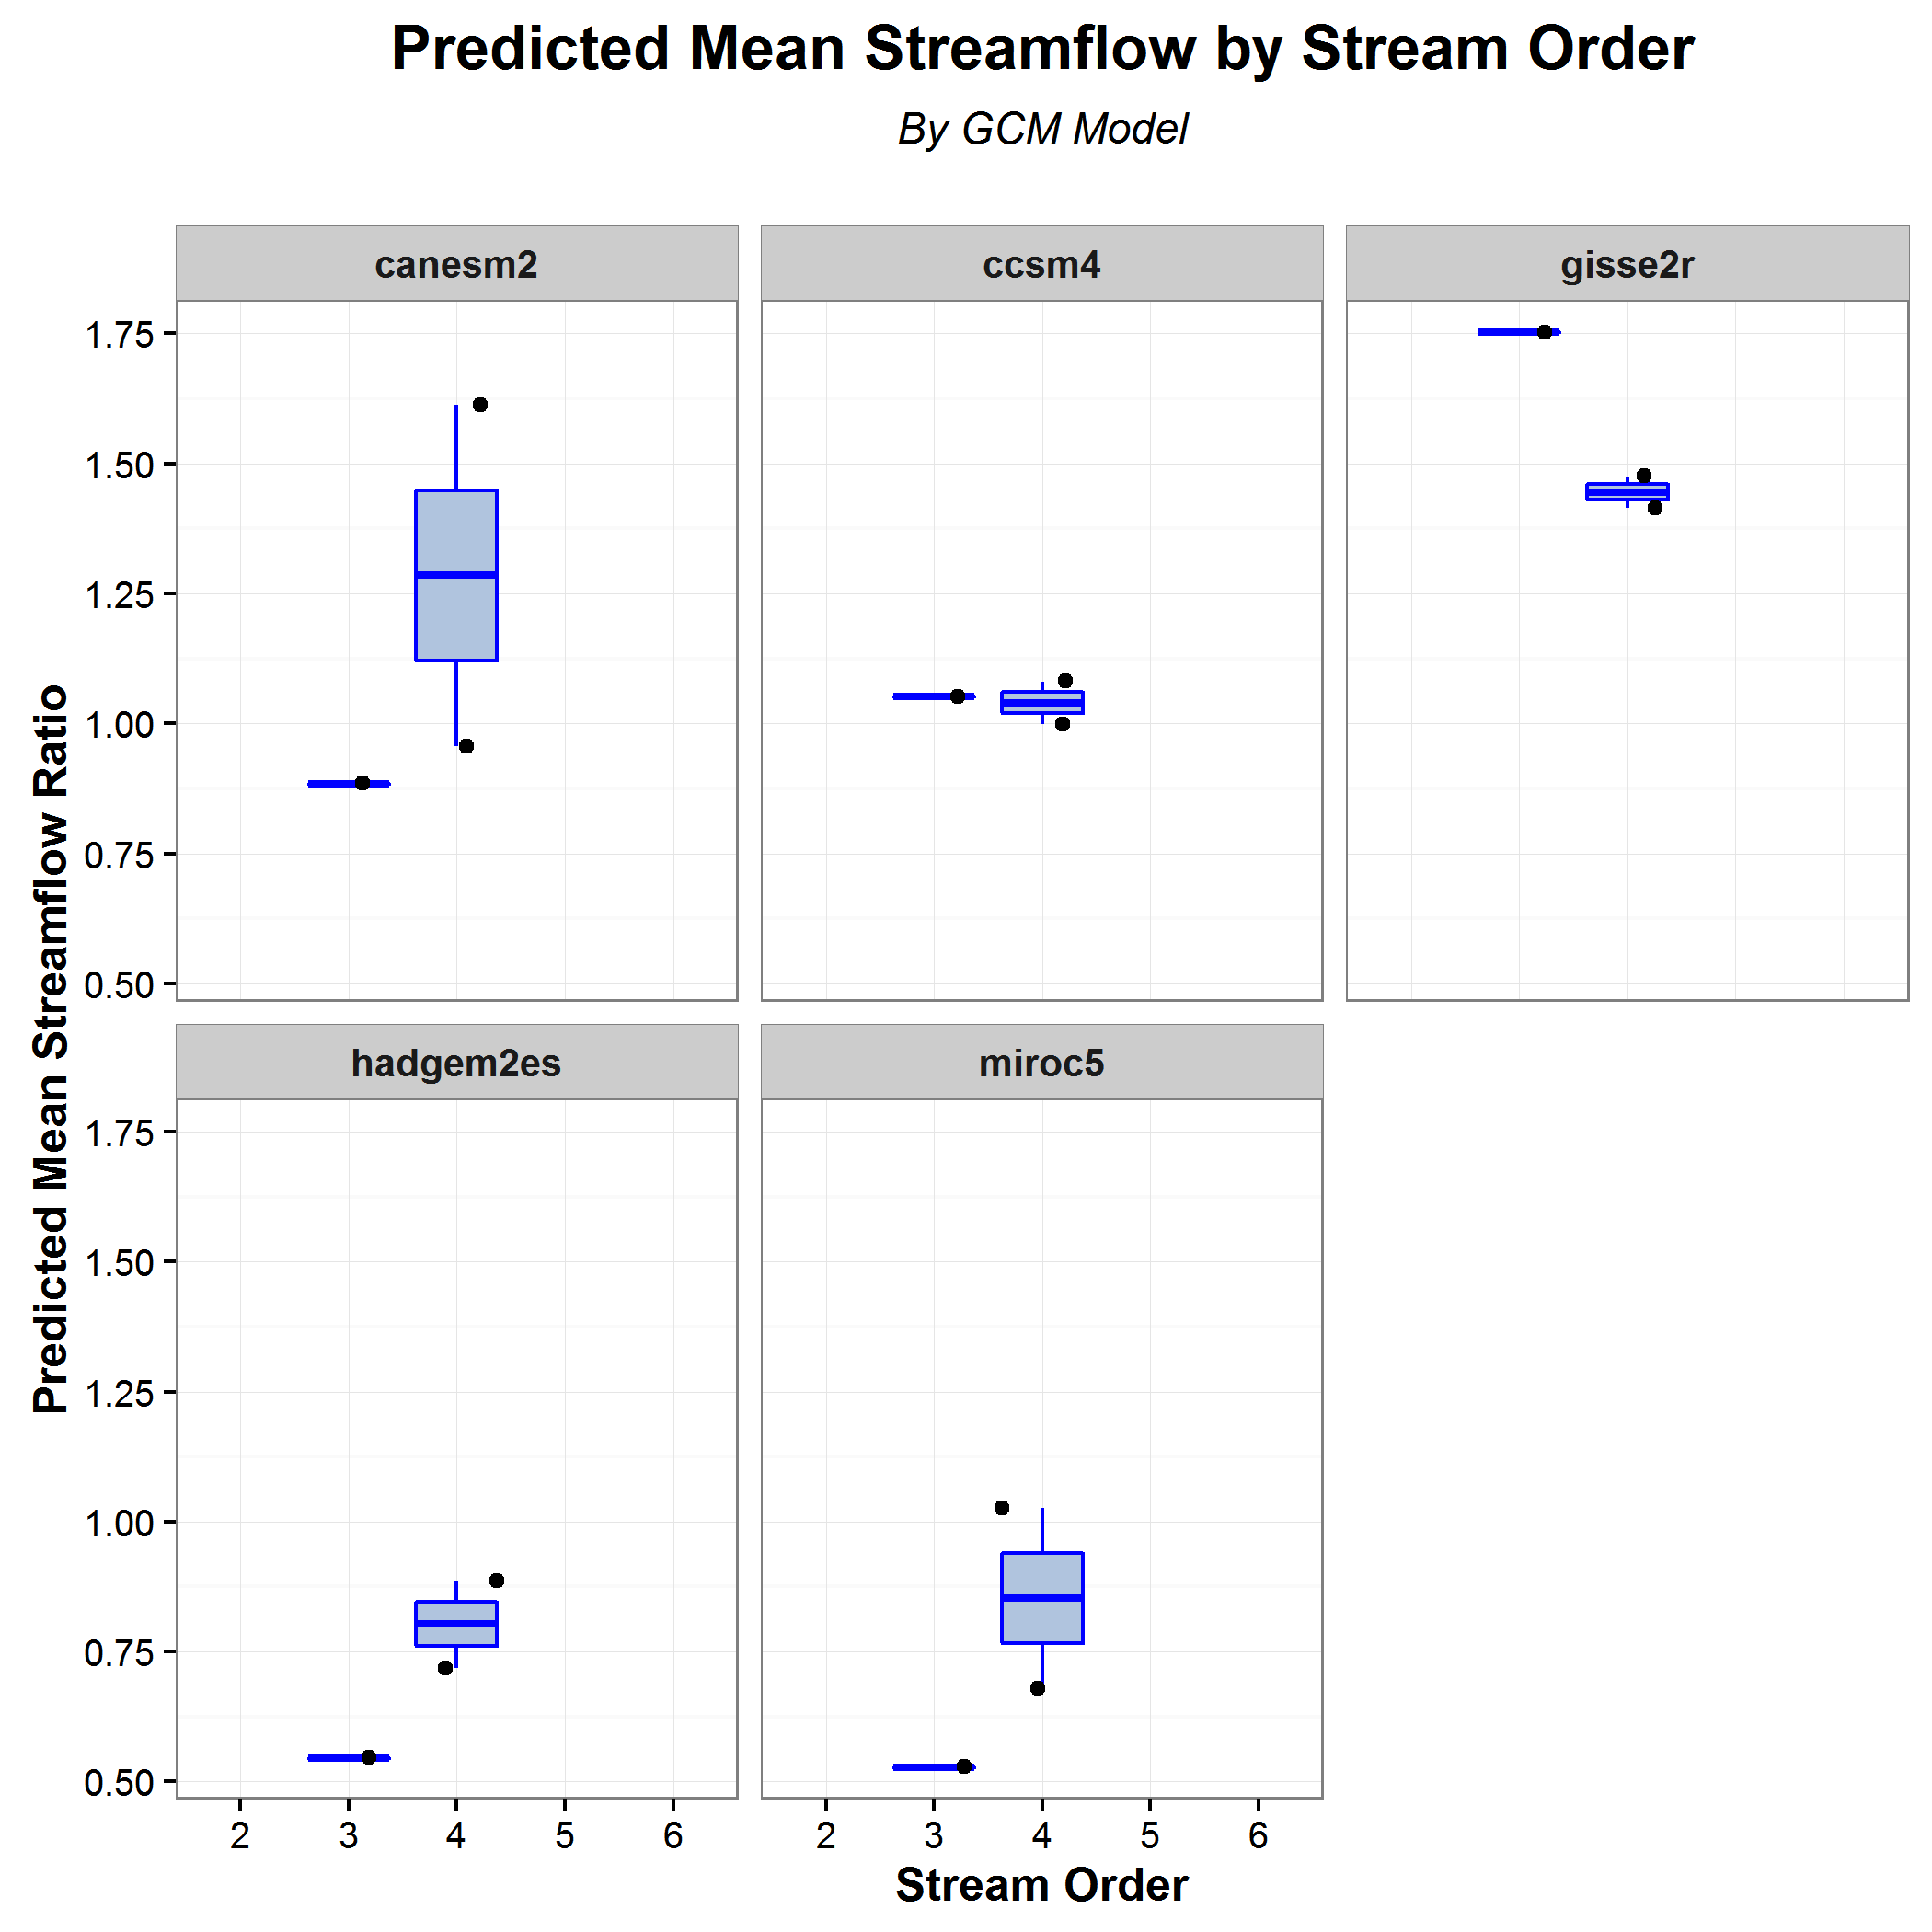 Predicted Mean Streamflow by Stream Order
By GCM Model
canesm2
ccsm4
gisse2r
1.75
1.50
1.25
1.00
0.75
0.50
Predicted Mean Streamflow Ratio
hadgem2es
miroc5
1.75
1.50
1.25
1.00
0.75
0.50
2 3 4 5 6
2 3 4 5 6
Stream Order